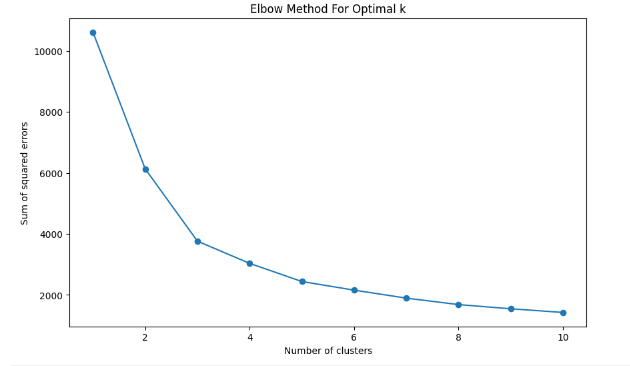 Elbow Method For Optimal k
10000
8000
6000
4000
2000
Sum of squared errors
2 4 6 8 10
Number of clusters